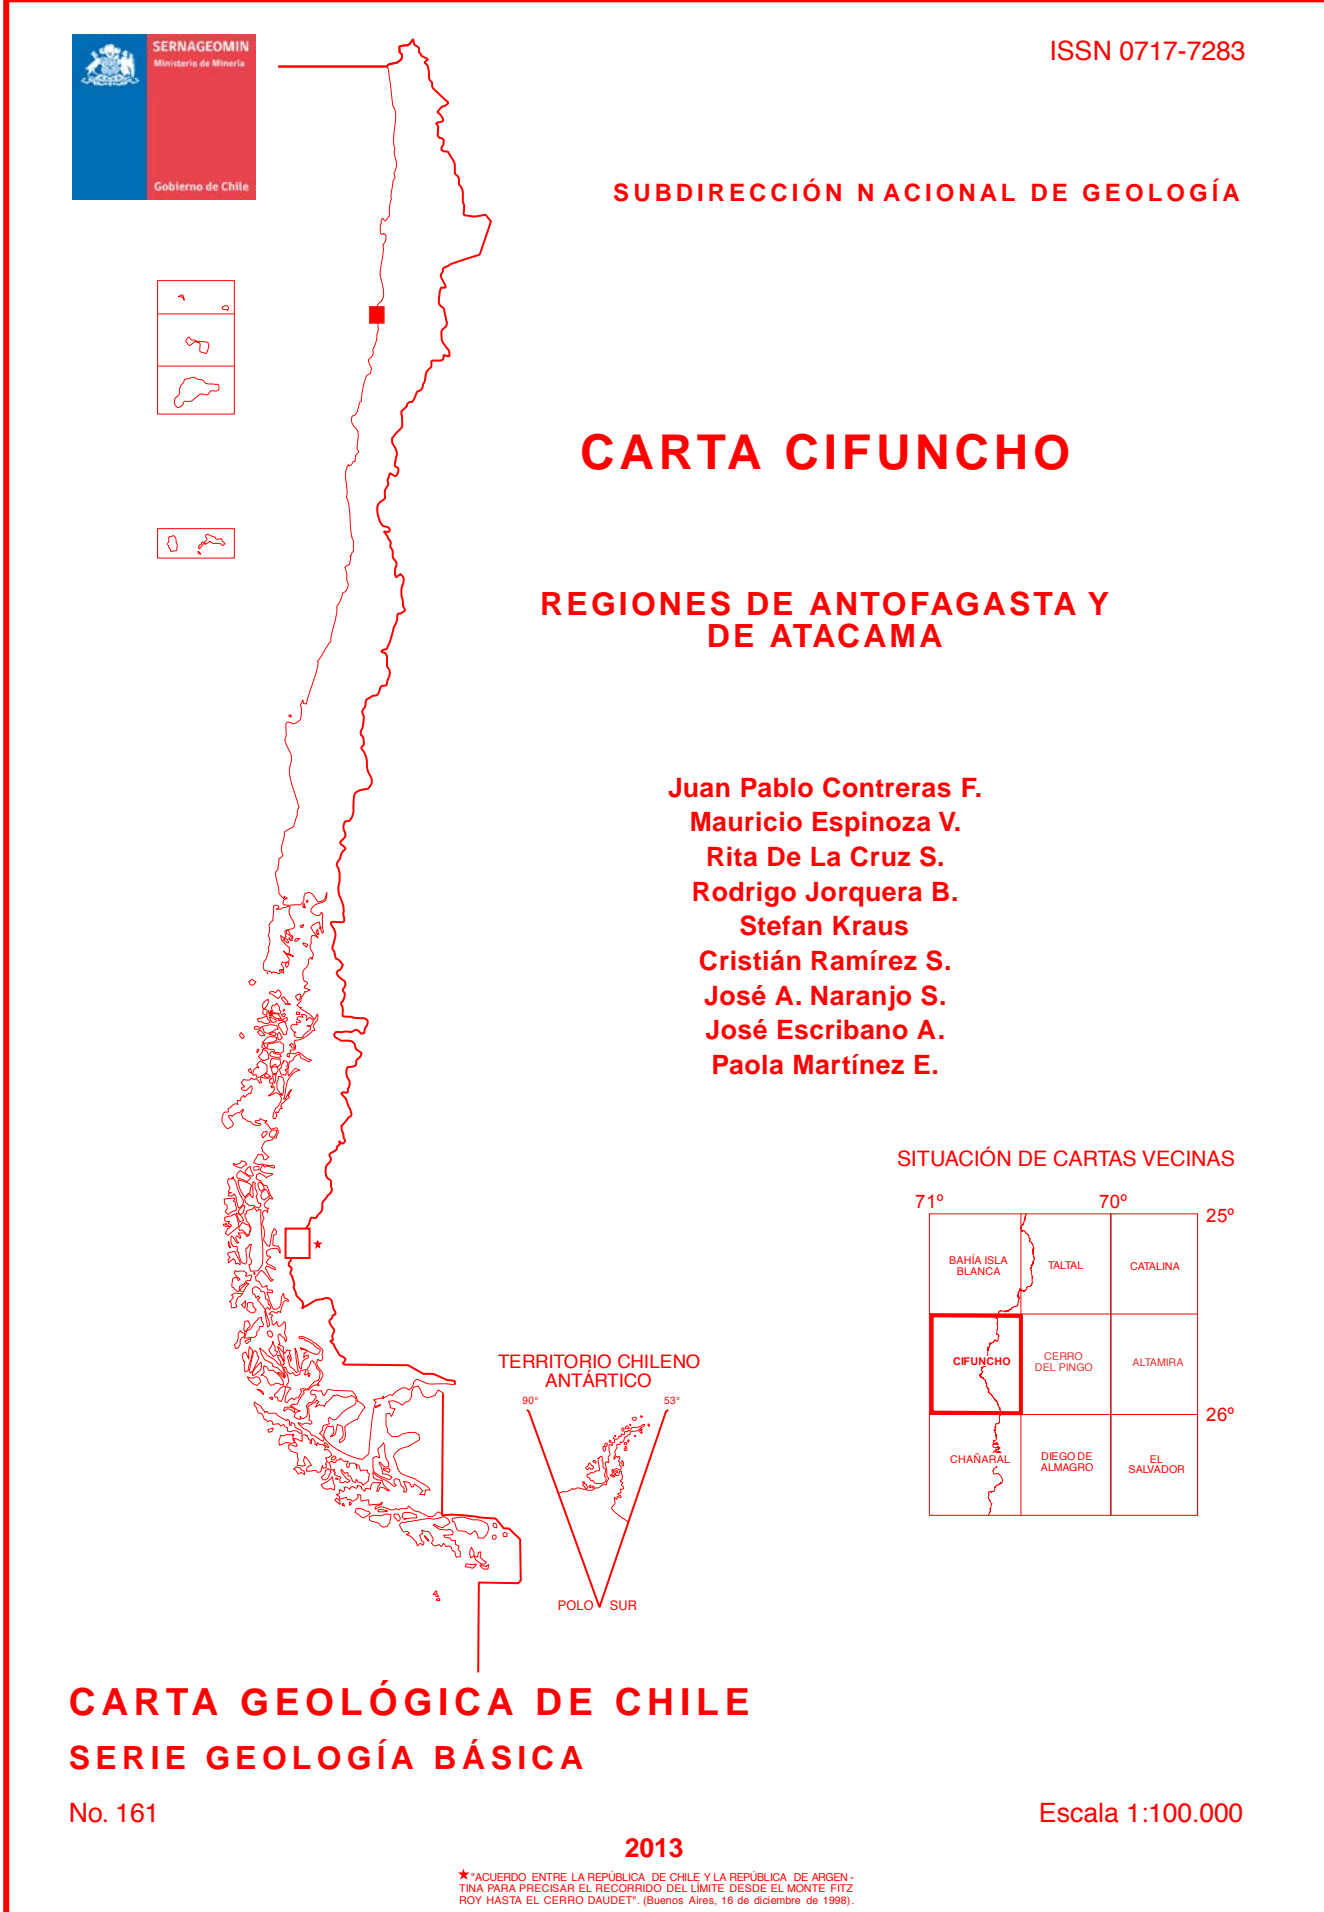 SERNAGEOMIN
Ministerio de Minería
Gobierno de Chile
ISSN 0717-7283
SUBDIRECCIÓN NACIONAL DE GEOLOGÍA
CARTA CIFUNCHO
REGIONES DE ANTOFAGASTA Y
DE ATACAMA
Juan Pablo Contreras F.
Mauricio Espinoza V.
Rita De La Cruz S.
Rodrigo Jorquera B.
Stefan Kraus
Cristián Ramírez S.
José A. Naranjo S.
José Escribano A.
Paola Martínez E.
SITUACIÓN DE CARTAS VECINAS
71º 70º
25º
BAHÍA ISLA
BLANCA
TALTAL
CATALINA
CIFUNCHO
CERRO
DEL PINGO
ALTAMIRA
26º
CHAÑARAL
DIEGO DE
ALMAGRO
EL
SALVADOR
TERRITORIO CHILENO
ANTÁRTICO
90° 53°
POLO SUR
CARTA GEOLÓGICA DE CHILE
SERIE GEOLOGÍA BÁSICA
No. 161
Escala 1:100.000
2013
★"ACUERDO ENTRE LA REPÚBLICA DE CHILE Y LA REPÚBLICA DE ARGEN-
TINA PARA PRECISAR EL RECORRIDO DEL LÍMITE DESDE EL MONTE FITZ
ROY HASTA EL CERRO DAUDET". (Buenos Aires, 16 de diciembre de 1998).